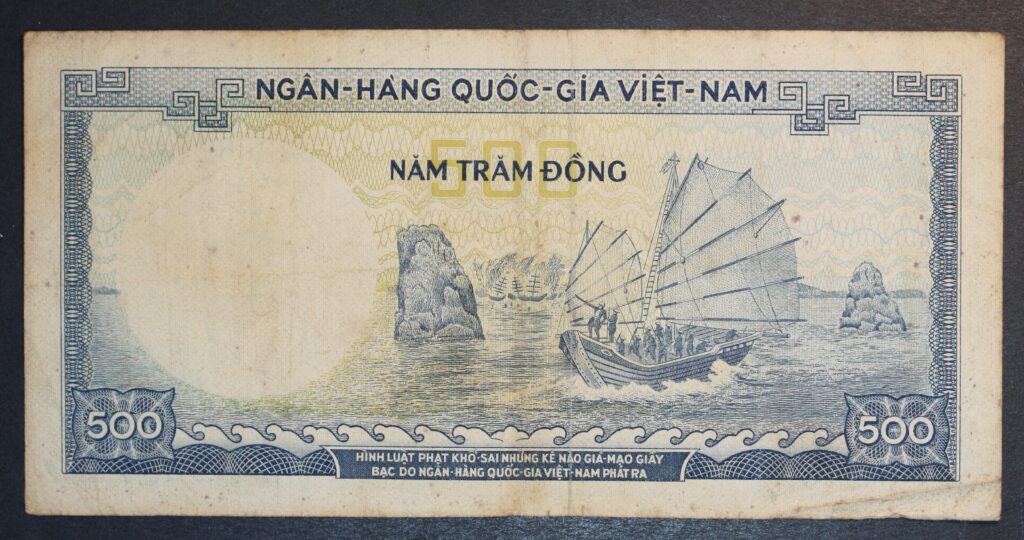 NGÂN-HÀNG QUỐC-GIA VIỆT-NAM
500
NĂM TRĂM ĐỒNG
500
500
HÌNH LUẬT PHẠT KHỔ-SAI NHỮNG KẺ NÀO GIẢ-MẠO GIẤY
BẠC DO NGÂN-HÀNG QUỐC-GIA VIỆT-NAM PHÁT RA